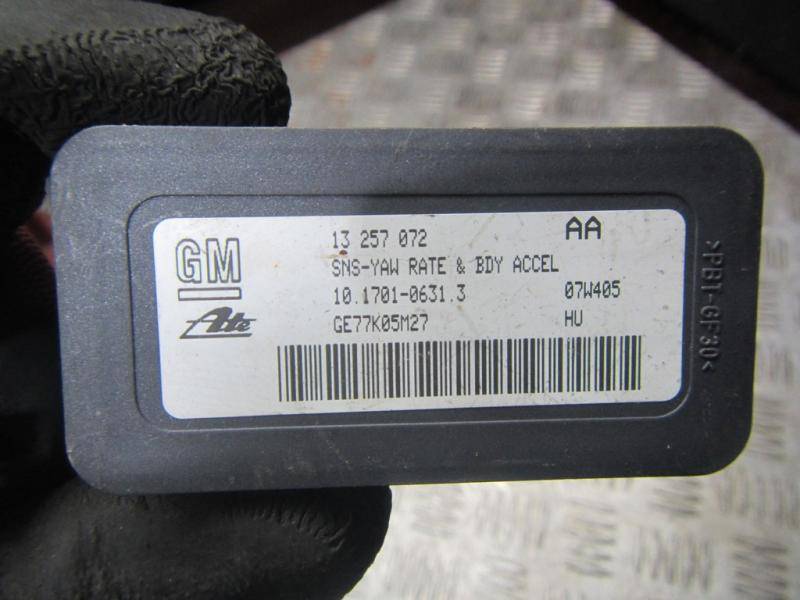 GM
Ate
13 257 072 AA
SNS-YAW RATE & BDY ACCEL
10.1701-0631.3 07W405
GE77K05M27 HU
>PBT-GF30<